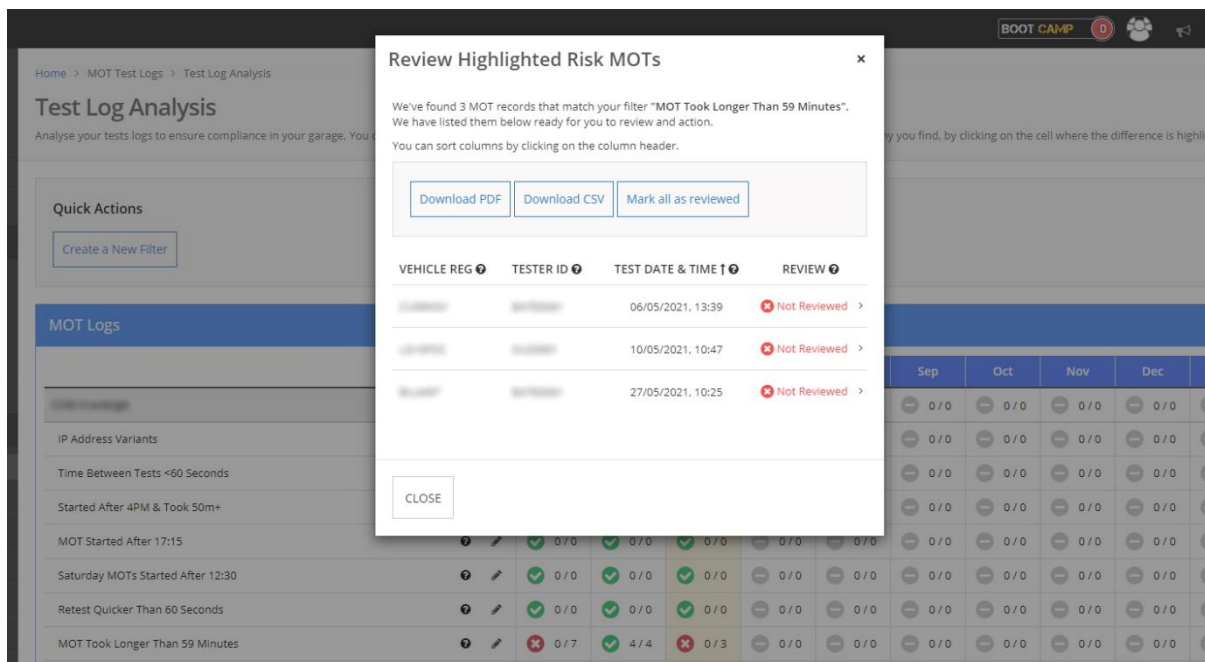 BOOT CAMP 0
Home > MOT Test Logs > Test Log Analysis
Test Log Analysis
Analyse your tests logs to ensure compliance in your garage. You
y you find, by clicking on the cell where the difference is highli
Quick Actions
Create a New Filter
MOT Logs
Sep Oct Nov Dec
0 / 0 0 / 0 0 / 0 0 / 0
IP Address Variants 0 / 0 0 / 0 0 / 0 0 / 0
Time Between Tests <60 Seconds 0 / 0 0 / 0 0 / 0 0 / 0
Started After 4PM & Took 50m+ 0 / 0 0 / 0 0 / 0 0 / 0
MOT Started After 17:15 0 / 0 0 / 0 0 / 0 0 / 0 0 / 0 0 / 0 0 / 0 0 / 0 0 / 0
Saturday MOTs Started After 12:30 0 / 0 0 / 0 0 / 0 0 / 0 0 / 0 0 / 0 0 / 0 0 / 0 0 / 0
Retest Quicker Than 60 Seconds 0 / 0 0 / 0 0 / 0 0 / 0 0 / 0 0 / 0 0 / 0 0 / 0 0 / 0
MOT Took Longer Than 59 Minutes 0 / 7 4 / 4 0 / 3 0 / 0 0 / 0 0 / 0 0 / 0 0 / 0 0 / 0
Review Highlighted Risk MOTs ×
We've found 3 MOT records that match your filter "MOT Took Longer Than 59 Minutes".
We have listed them below ready for you to review and action.
You can sort columns by clicking on the column header.
Download PDF Download CSV Mark all as reviewed
VEHICLE REG TESTER ID TEST DATE & TIME REVIEW
06/05/2021, 13:39 Not Reviewed
10/05/2021, 10:47 Not Reviewed
27/05/2021, 10:25 Not Reviewed
CLOSE